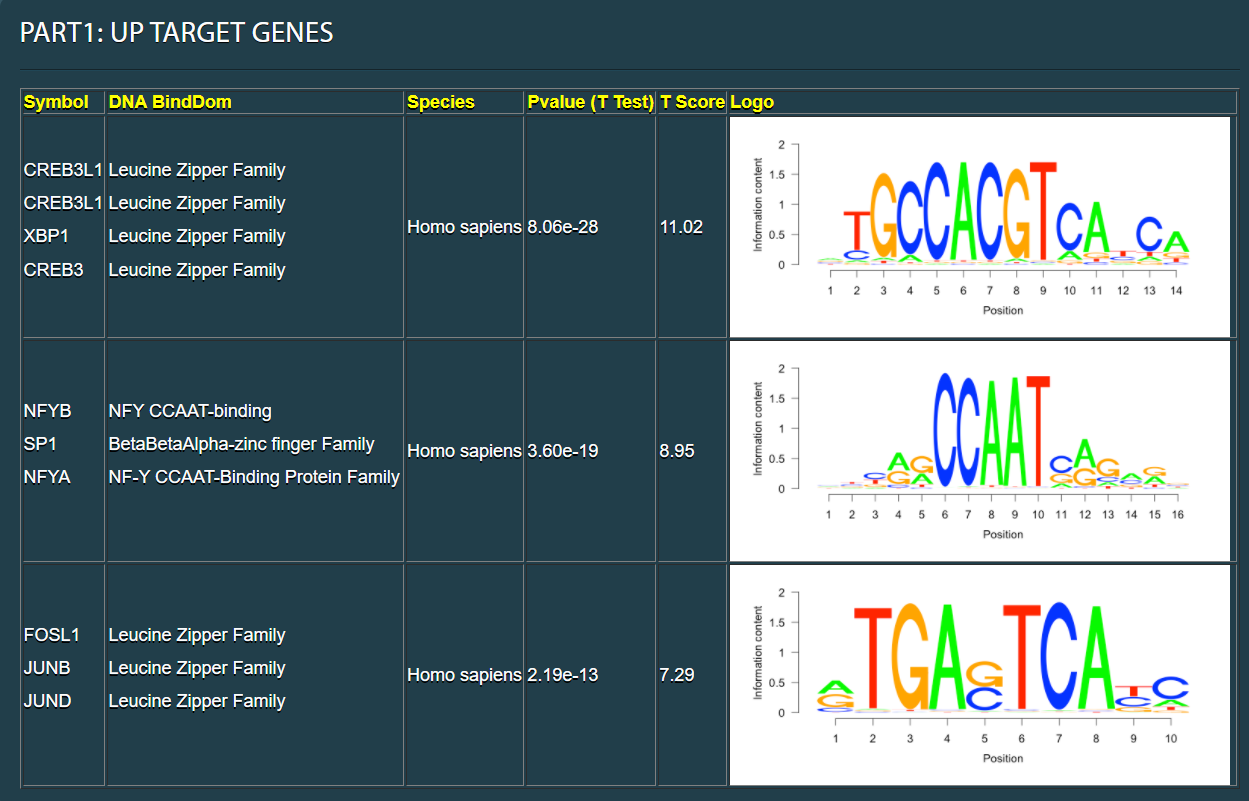 PART1: UP TARGET GENES
Symbol DNA BindDom Species Pvalue (T Test) T Score Logo
CREB3L1 Leucine Zipper Family
CREB3L1 Leucine Zipper Family
XBP1 Leucine Zipper Family
CREB3 Leucine Zipper Family
Homo sapiens 8.06e-28 11.02
Information content
2
1.5
1
0.5
0
TGCCACGTCA CA
1 2 3 4 5 6 7 8 9 10 11 12 13 14
Position
NFYB NFY CCAAT-binding
SP1 BetaBetaAlpha-zinc finger Family
NFYA NF-Y CCAAT-Binding Protein Family
Homo sapiens 3.60e-19 8.95
Information content
2
1.5
1
0.5
0
AGCCAATCAG
1 2 3 4 5 6 7 8 9 10 11 12 13 14 15 16
Position
FOSL1 Leucine Zipper Family
JUNB Leucine Zipper Family
JUND Leucine Zipper Family
Homo sapiens 2.19e-13 7.29
Information content
2
1.5
1
0.5
0
ATGAGTCATC
1 2 3 4 5 6 7 8 9 10
Position